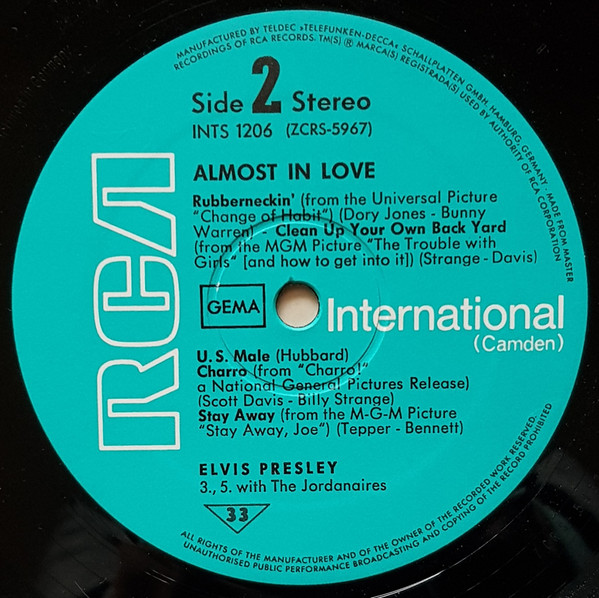 MANUFACTURED BY TELDEC »TELEFUNKEN-DECCA« SCHALLPLATTEN GMBH, HAMBURG, GERMANY · MADE FROM MASTER
RECORDINGS OF RCA RECORDS. TM(S) ® MARCA(S) REGISTRADA(S) USED BY AUTHORITY OF RCA CORPORATION
Side 2 Stereo
INTS 1206 (ZCRS-5967)
ALMOST IN LOVE
Rubberneckin' (from the Universal Picture
“Change of Habit“) (Dory Jones - Bunny
Warren) - Clean Up Your Own Back Yard
(from the MGM Picture “The Trouble with
Girls“ [and how to get into it]) (Strange - Davis)
RCA
GEMA
International
(Camden)
U. S. Male (Hubbard)
Charro (from “Charro!“
a National General Pictures Release)
(Scott Davis - Billy Strange)
Stay Away (from the M-G-M Picture
“Stay Away, Joe“) (Tepper - Bennett)
ELVIS PRESLEY
3., 5. with The Jordanaires
33
ALL RIGHTS OF THE MANUFACTURER AND OF THE OWNER OF THE RECORDED WORK RESERVED.
UNAUTHORISED PUBLIC PERFORMANCE BROADCASTING AND COPYING OF THE RECORD PROHIBITED